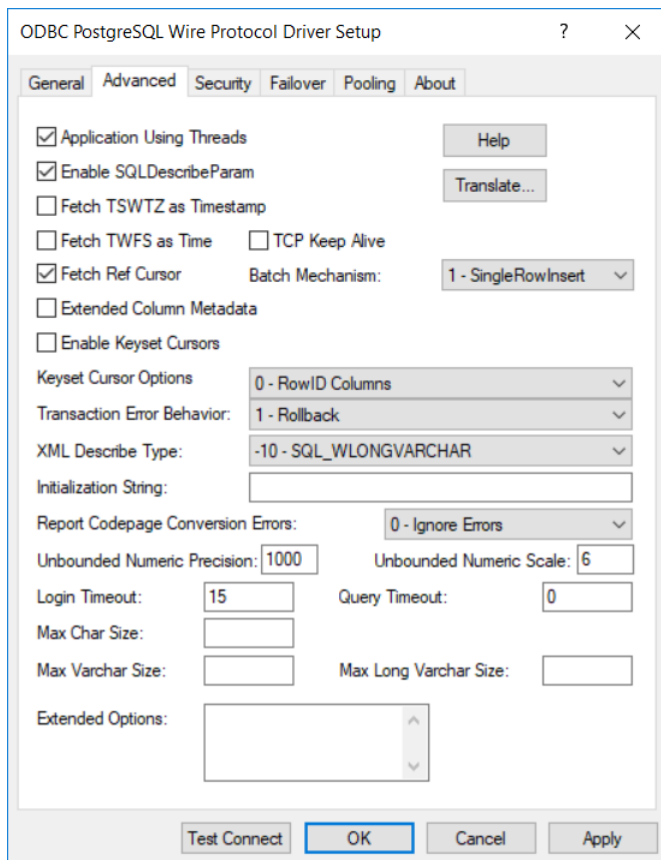 ODBC PostgreSQL Wire Protocol Driver Setup ?
General Advanced Security Failover Pooling About
Application Using Threads Help
Enable SQLDescribeParam Translate...
Fetch TSWTZ as Timestamp
Fetch TWFS as Time TCP Keep Alive
Fetch Ref Cursor Batch Mechanism: 1 - SingleRowInsert
Extended Column Metadata
Enable Keyset Cursors
Keyset Cursor Options 0 - RowID Columns
Transaction Error Behavior: 1 - Rollback
XML Describe Type: -10 - SQL_WLONGVARCHAR
Initialization String:
Report Codepage Conversion Errors: 0 - Ignore Errors
Unbounded Numeric Precision: 1000 Unbounded Numeric Scale: 6
Login Timeout: 15 Query Timeout: 0
Max Char Size:
Max Varchar Size: Max Long Varchar Size:
Extended Options:
Test Connect OK Cancel Apply